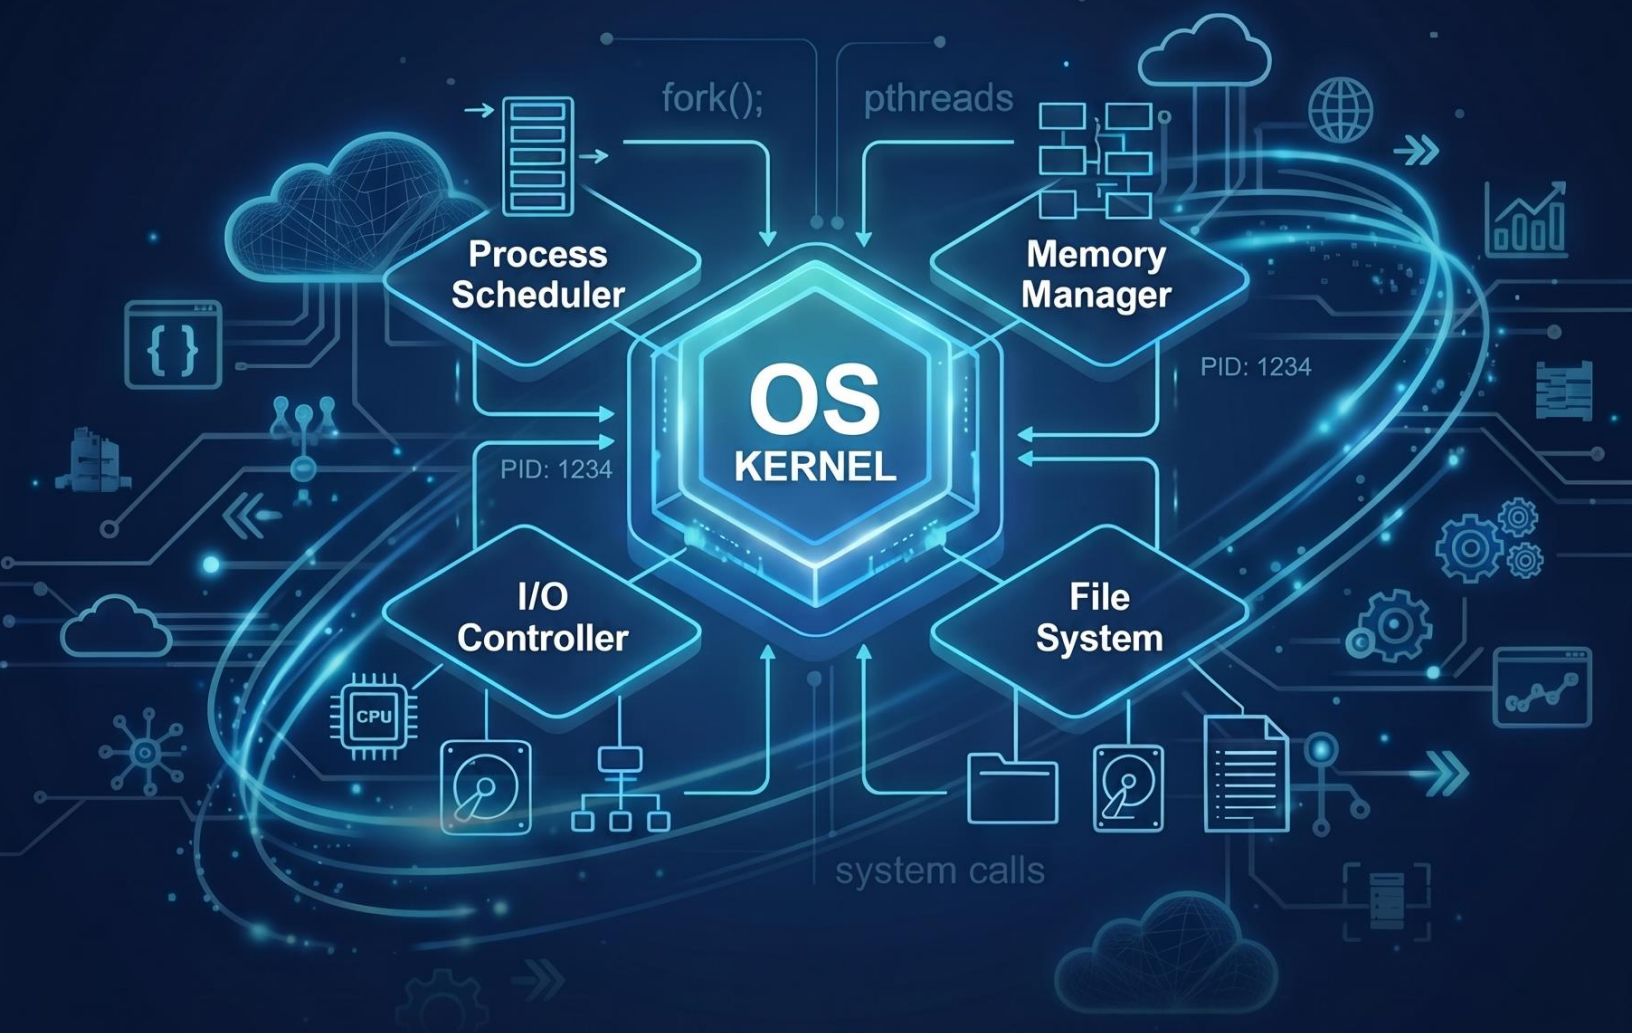 fork();
pthreads
Process
Scheduler
Memory
Manager
{ }
OS
KERNEL
PID: 1234
PID: 1234
I/O
Controller
File
System
CPU
system calls